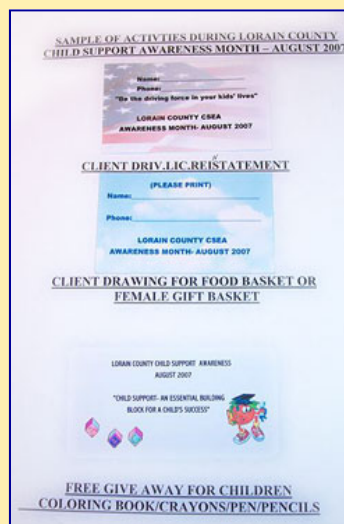 SAMPLE OF ACTIVTIES DURING LORAIN COUNTY
CHILD SUPPORT AWARENESS MONTH – AUGUST 2007
Name:
Phone:
"Be the driving force in your kids' lives"
LORAIN COUNTY CSEA
AWARENESS MONTH- AUGUST 2007
CLIENT DRIV.LIC.REISTATEMENT
(PLEASE PRINT)
Name:
Phone:
LORAIN COUNTY CSEA
AWARENESS MONTH- AUGUST 2007
CLIENT DRAWING FOR FOOD BASKET OR
FEMALE GIFT BASKET
LORAIN COUNTY CHILD SUPPORT AWARENESS
AUGUST 2007
"CHILD SUPPORT- AN ESSENTIAL BUILDING
BLOCK FOR A CHILD'S SUCCESS"
FREE GIVE AWAY FOR CHILDREN
COLORING BOOK/CRAYONS/PEN/PENCILS